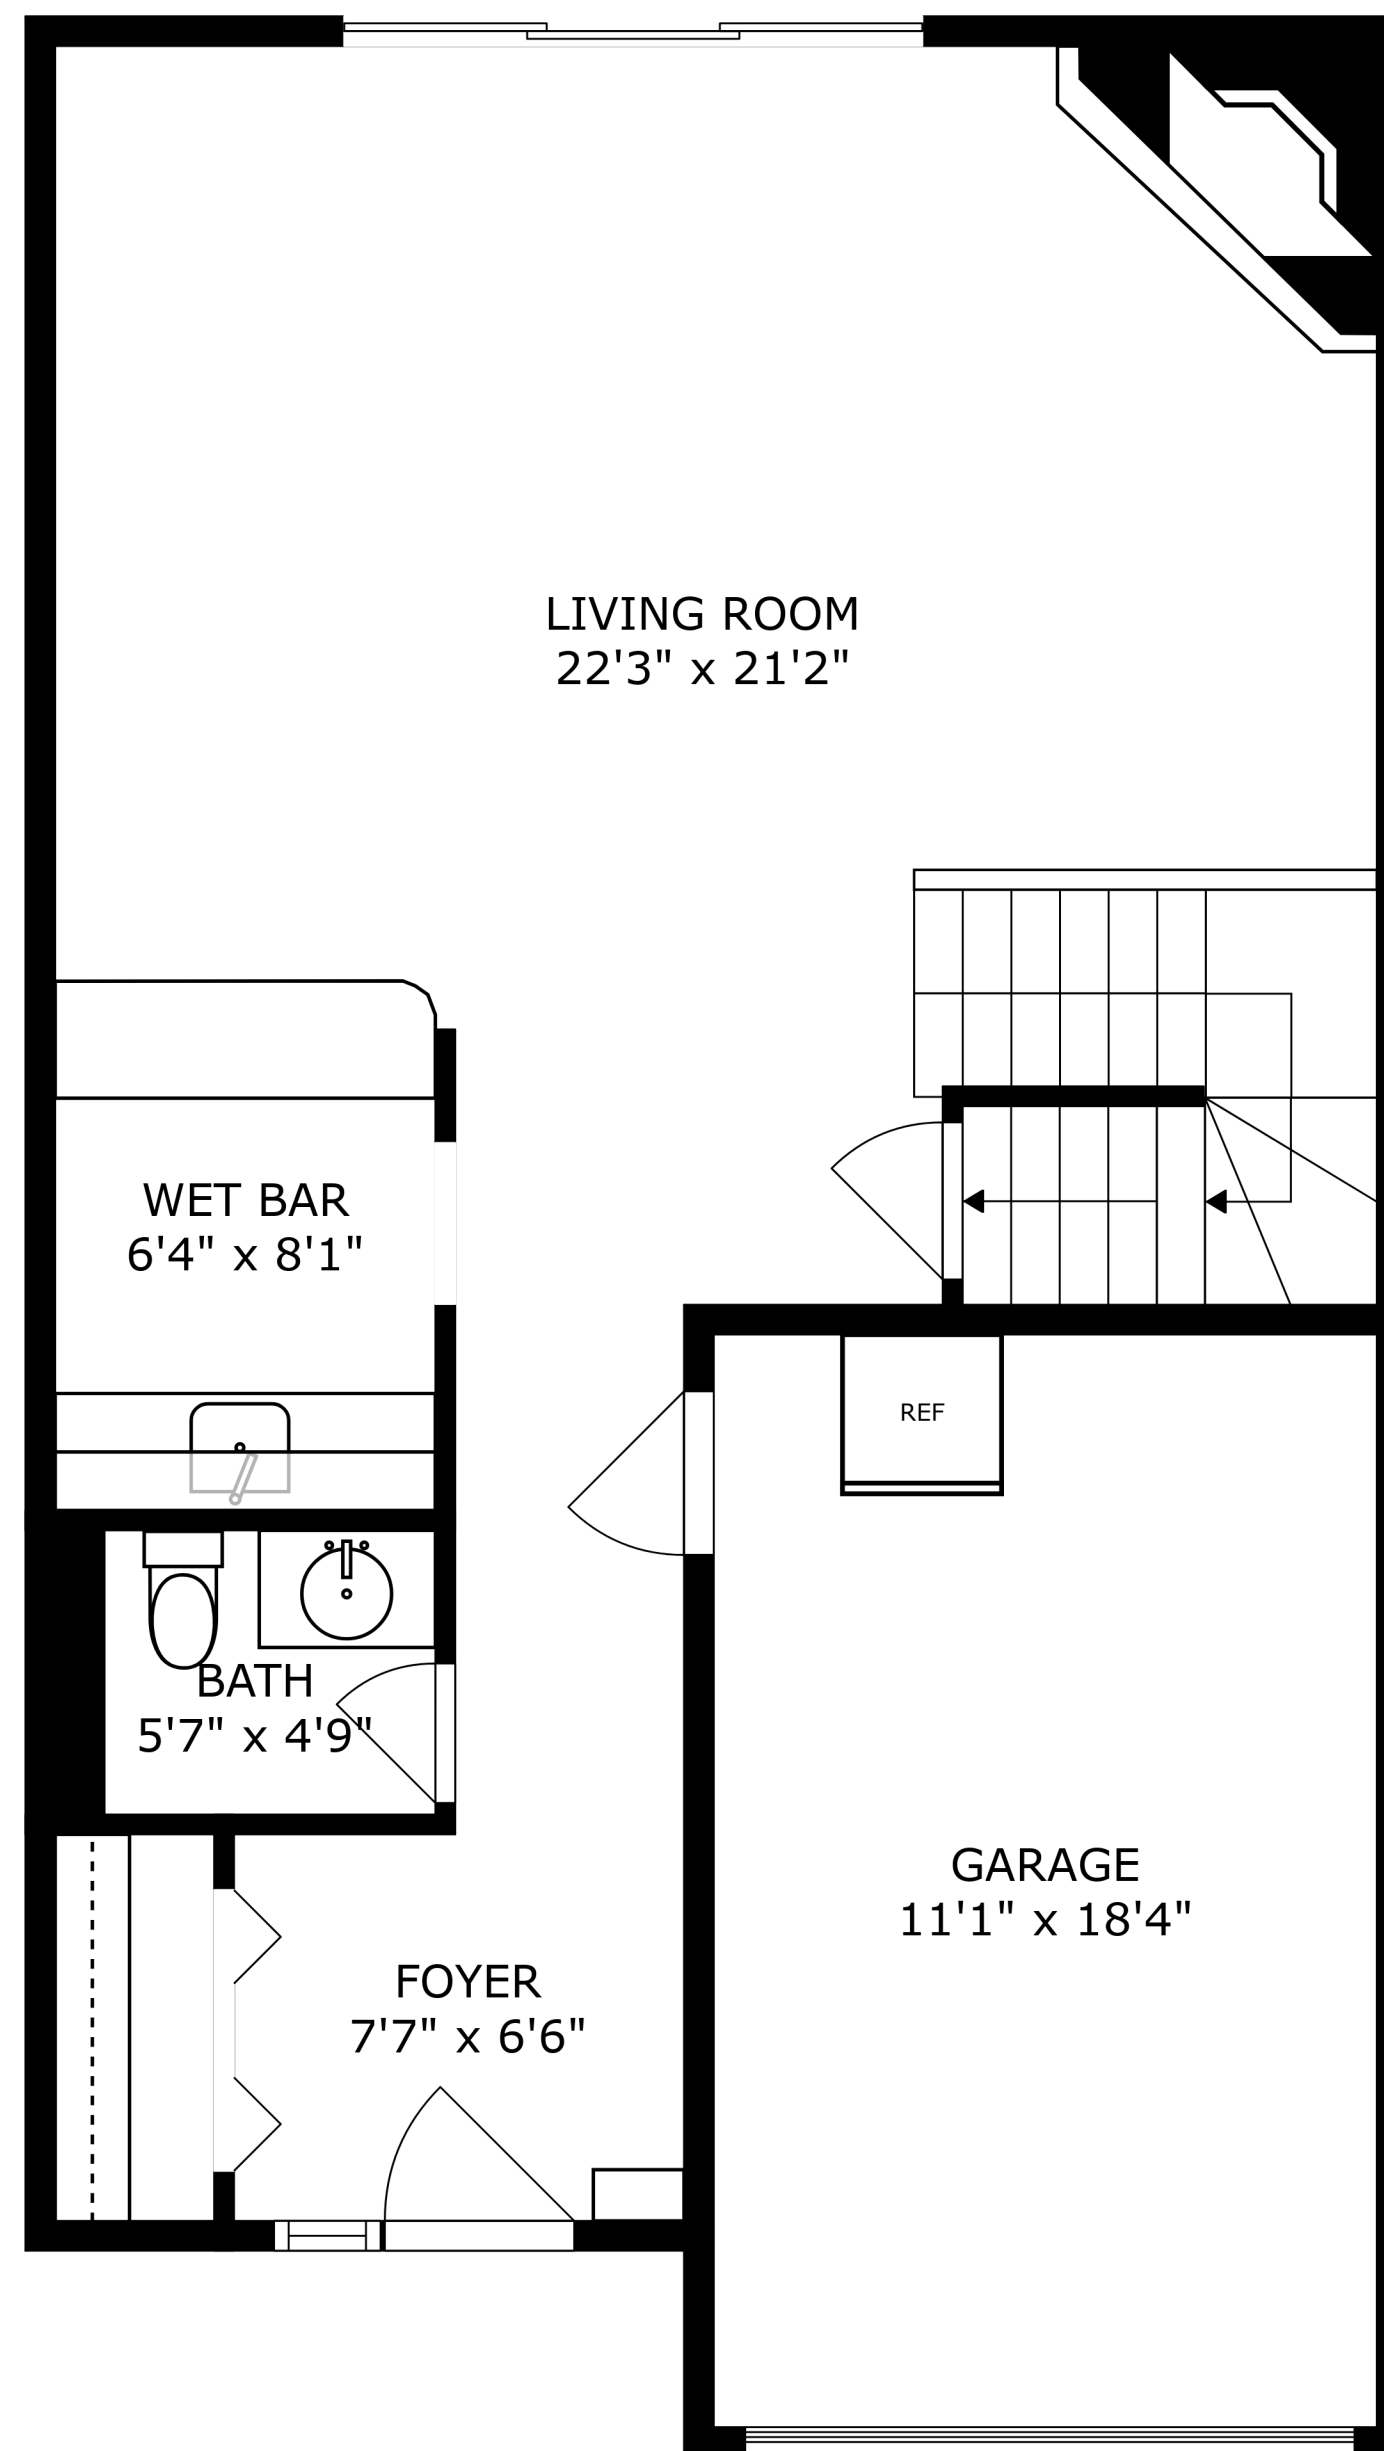 LIVING ROOM
22'3" x 21'2"
WET BAR
6'4" x 8'1"
REF
BATH
5'7" x 4'9"
GARAGE
11'1" x 18'4"
FOYER
7'7" x 6'6"